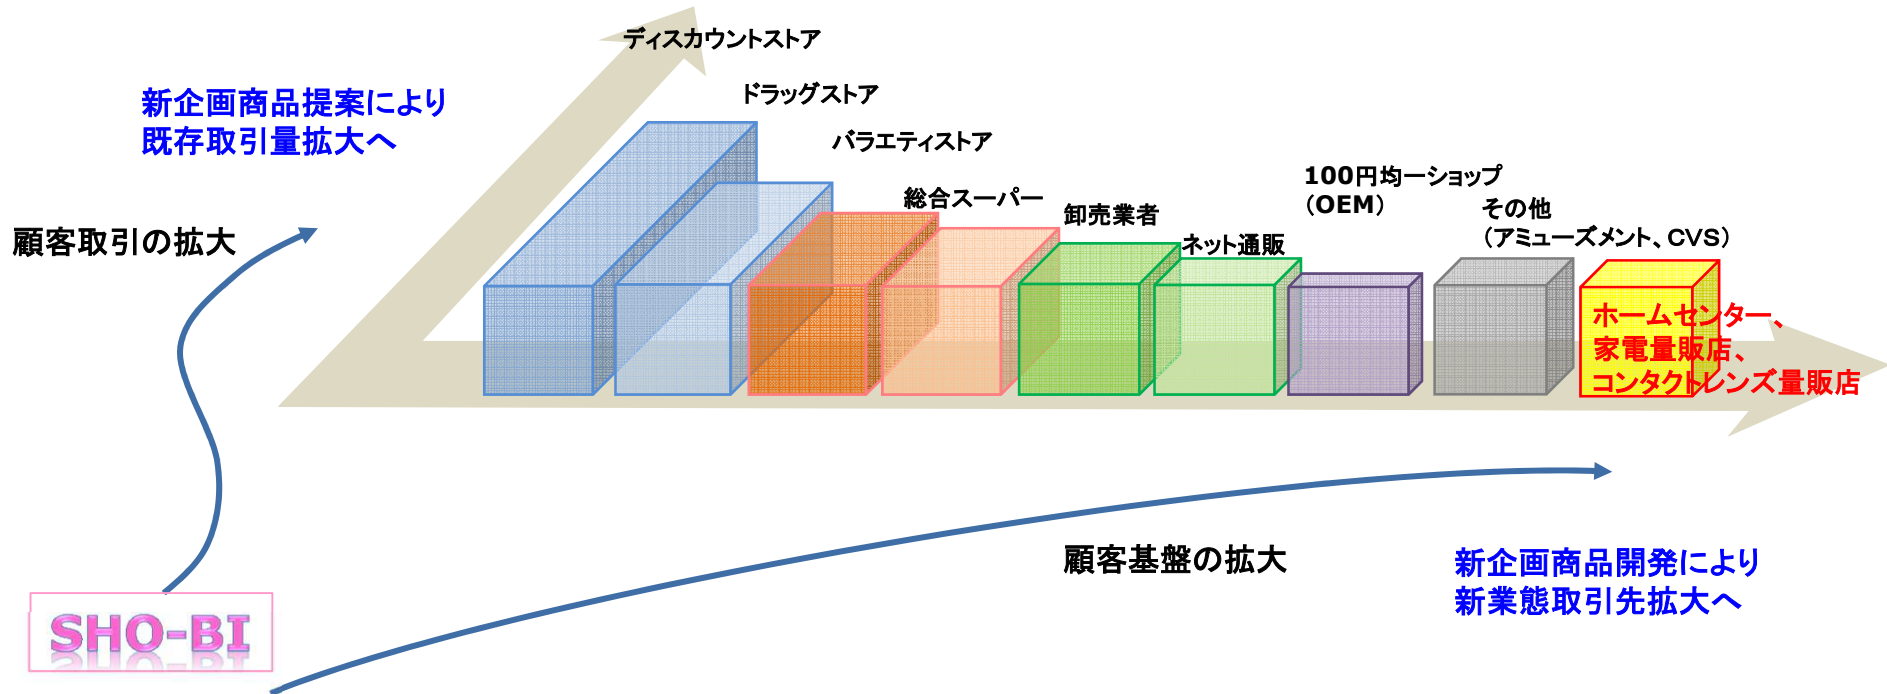 ディスカウントストア
新企画商品提案により
既存取引量拡大へ
ドラッグストア
バラエティストア
総合スーパー
卸売業者
ネット通販
100円均一ショップ
（OEM）
その他
（アミューズメント、CVS）
顧客取引の拡大
ホームセンター、
家電量販店、
コンタクトレンズ量販店
顧客基盤の拡大
新企画商品開発により
新業態取引先拡大へ
SHO-BI